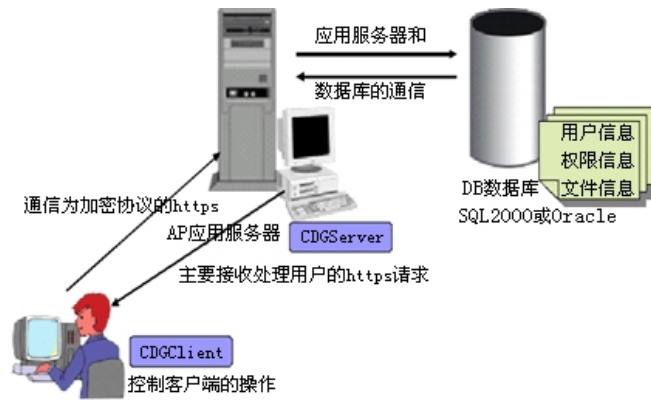 应用服务器和
数据库的通信
用户信息
权限信息
文件信息
DB数据库
SQL2000或Oracle
通信为加密协议的https
AP应用服务器
CDGServer
主要接收处理用户的https请求
CDGClient
控制客户端的操作